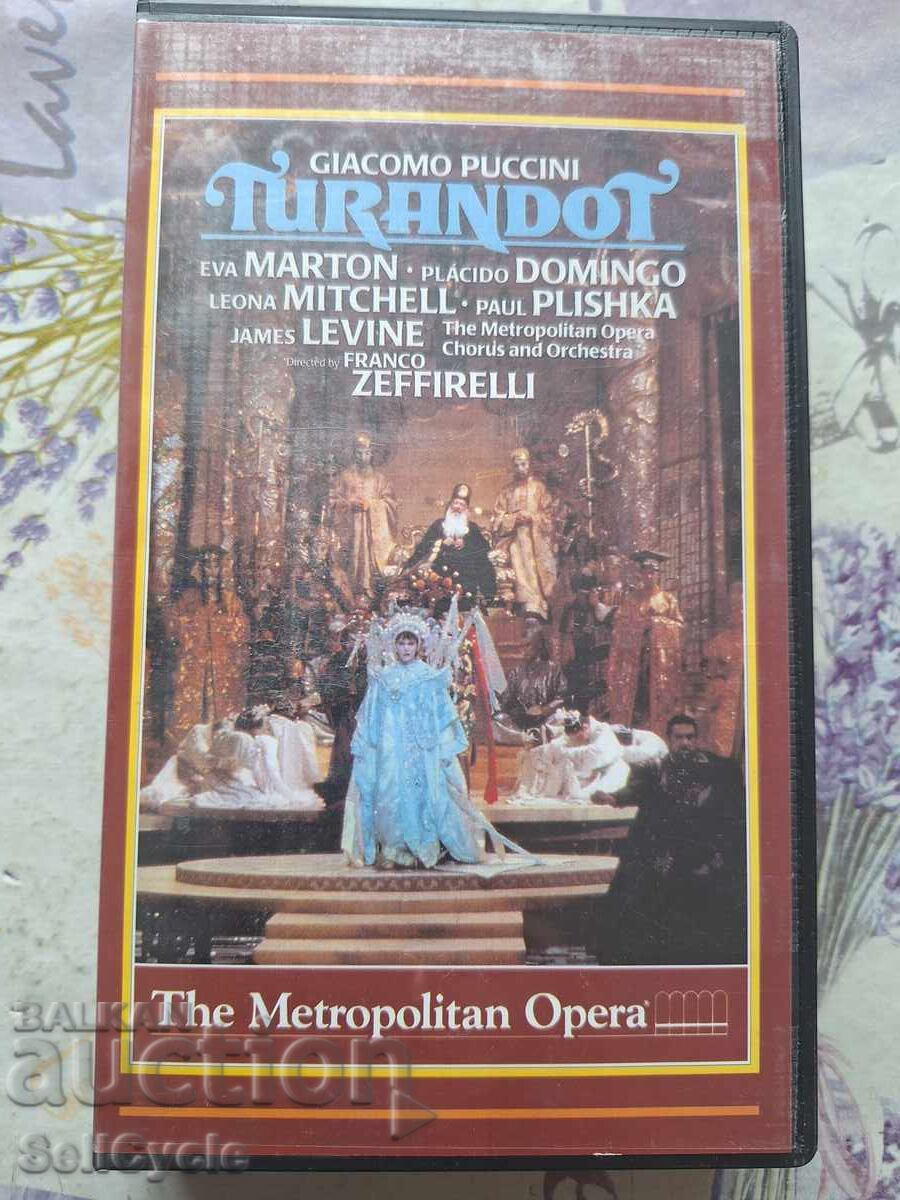 Lave
GIACOMO PUCCINI
TURANDOT
EVA MARTON · PLÁCIDO DOMINGO
LEONA MITCHELL · PAUL PLISHKA
JAMES LEVINE The Metropolitan Opera
Chorus and Orchestra
Directed by FRANCO
ZEFFIRELLI
The Metropolitan Opera
BALKAN
auction
SellCycle